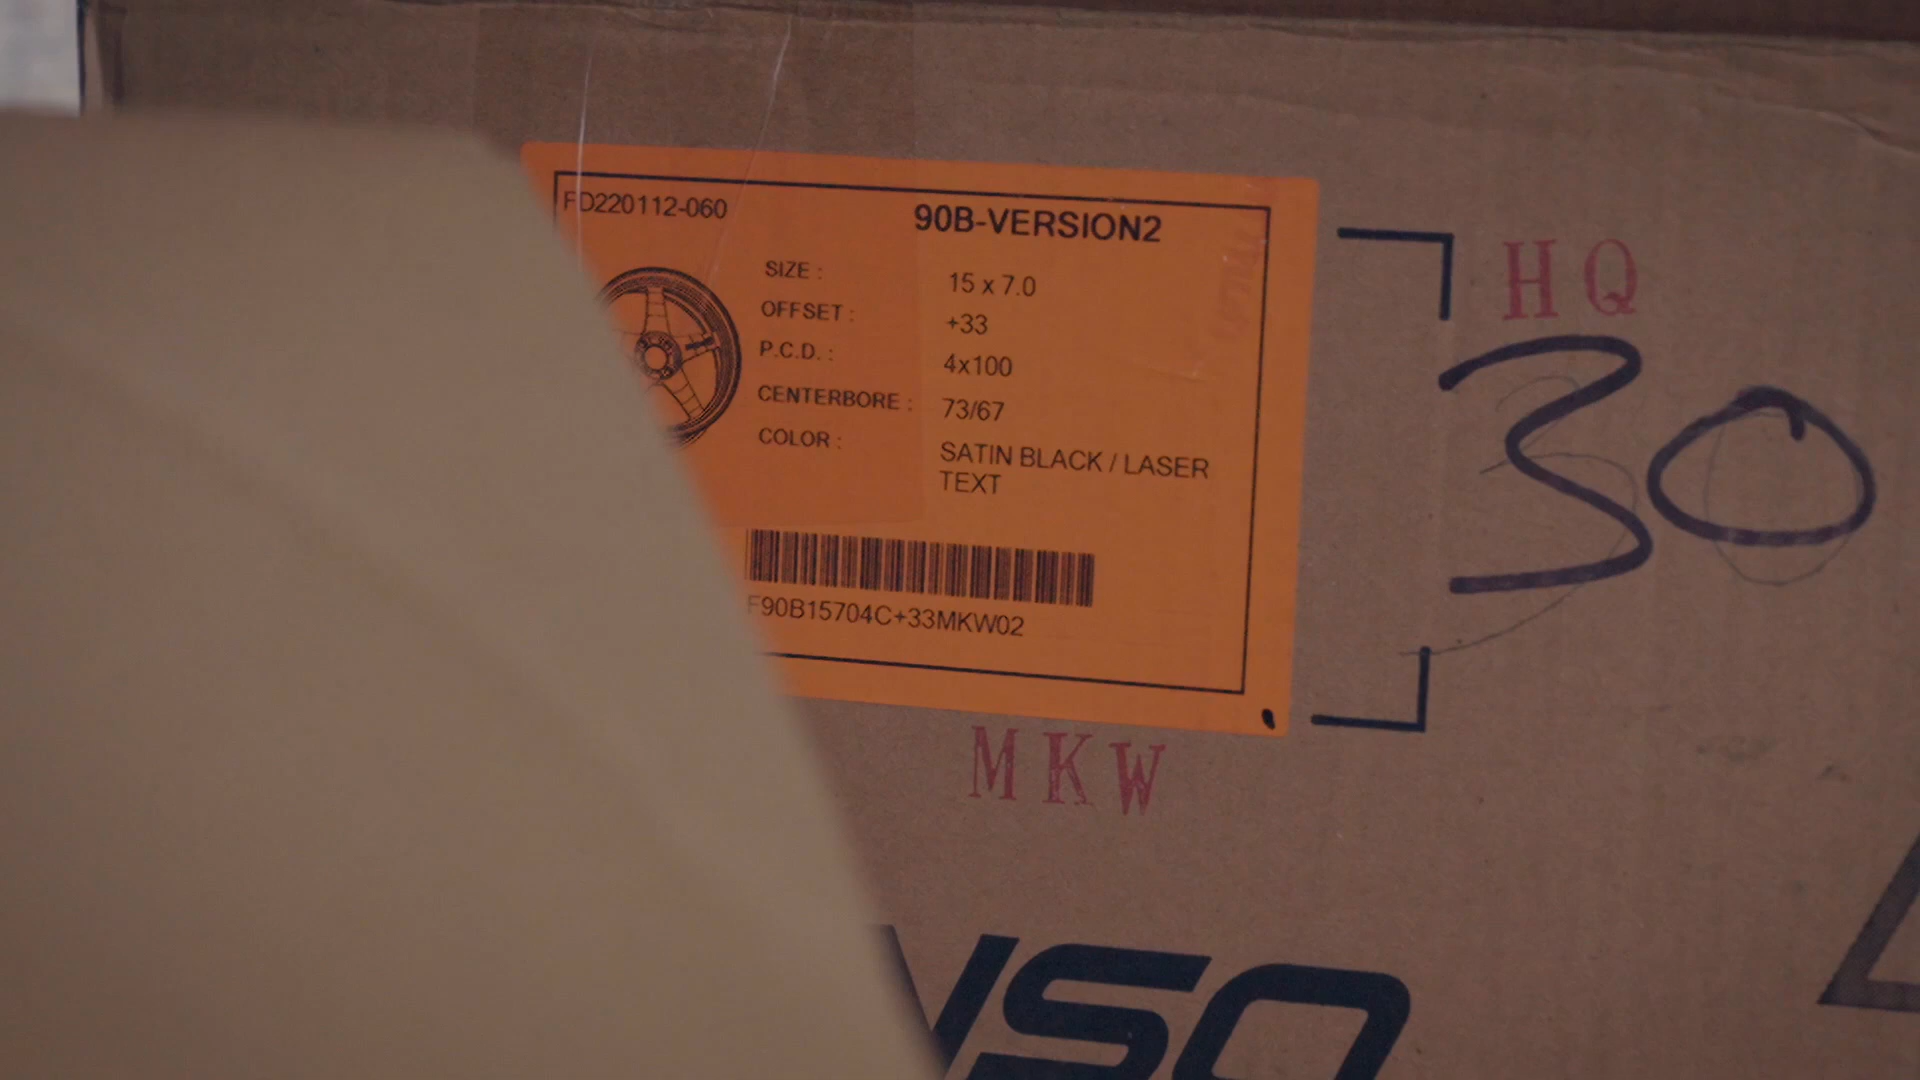 FD220112-060
90B-VERSION2
SIZE : 15 x 7.0
OFFSET : +33
P.C.D. : 4x100
CENTERBORE : 73/67
COLOR : SATIN BLACK / LASER
TEXT
F90B15704C+33MKW02
HQ
30
MKW